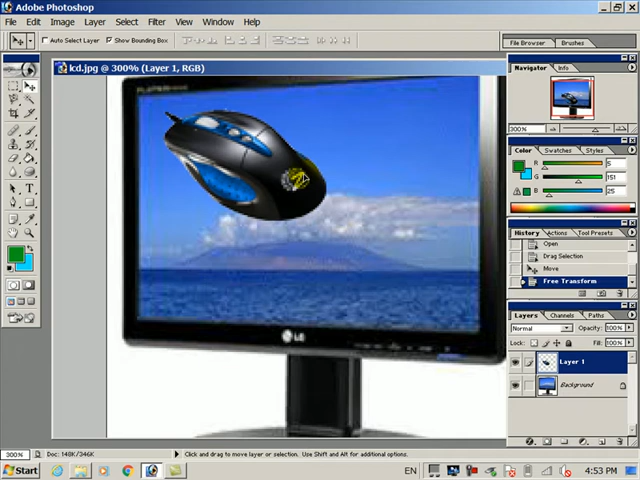 Adobe Photoshop
File Edit Image Layer Select Filter View Window Help
Auto Select Layer Show Bounding Box
File Browser Brushes
lcd.jpg @ 300% (Layer 1, RGB)
Navigator Info
300%
Color Swatches Styles
R 5
G 151
B 25
History Actions Tool Presets
Open
Drag Selection
Move
Free Transform
Layers Channels Paths
Normal Opacity: 100%
Lock: Fill: 100%
Layer 1
Background
LG
300% Doc: 148K/346K Click and drag to move layer or selection. Use Shift and Alt for additional options.
Start EN 4:53 PM